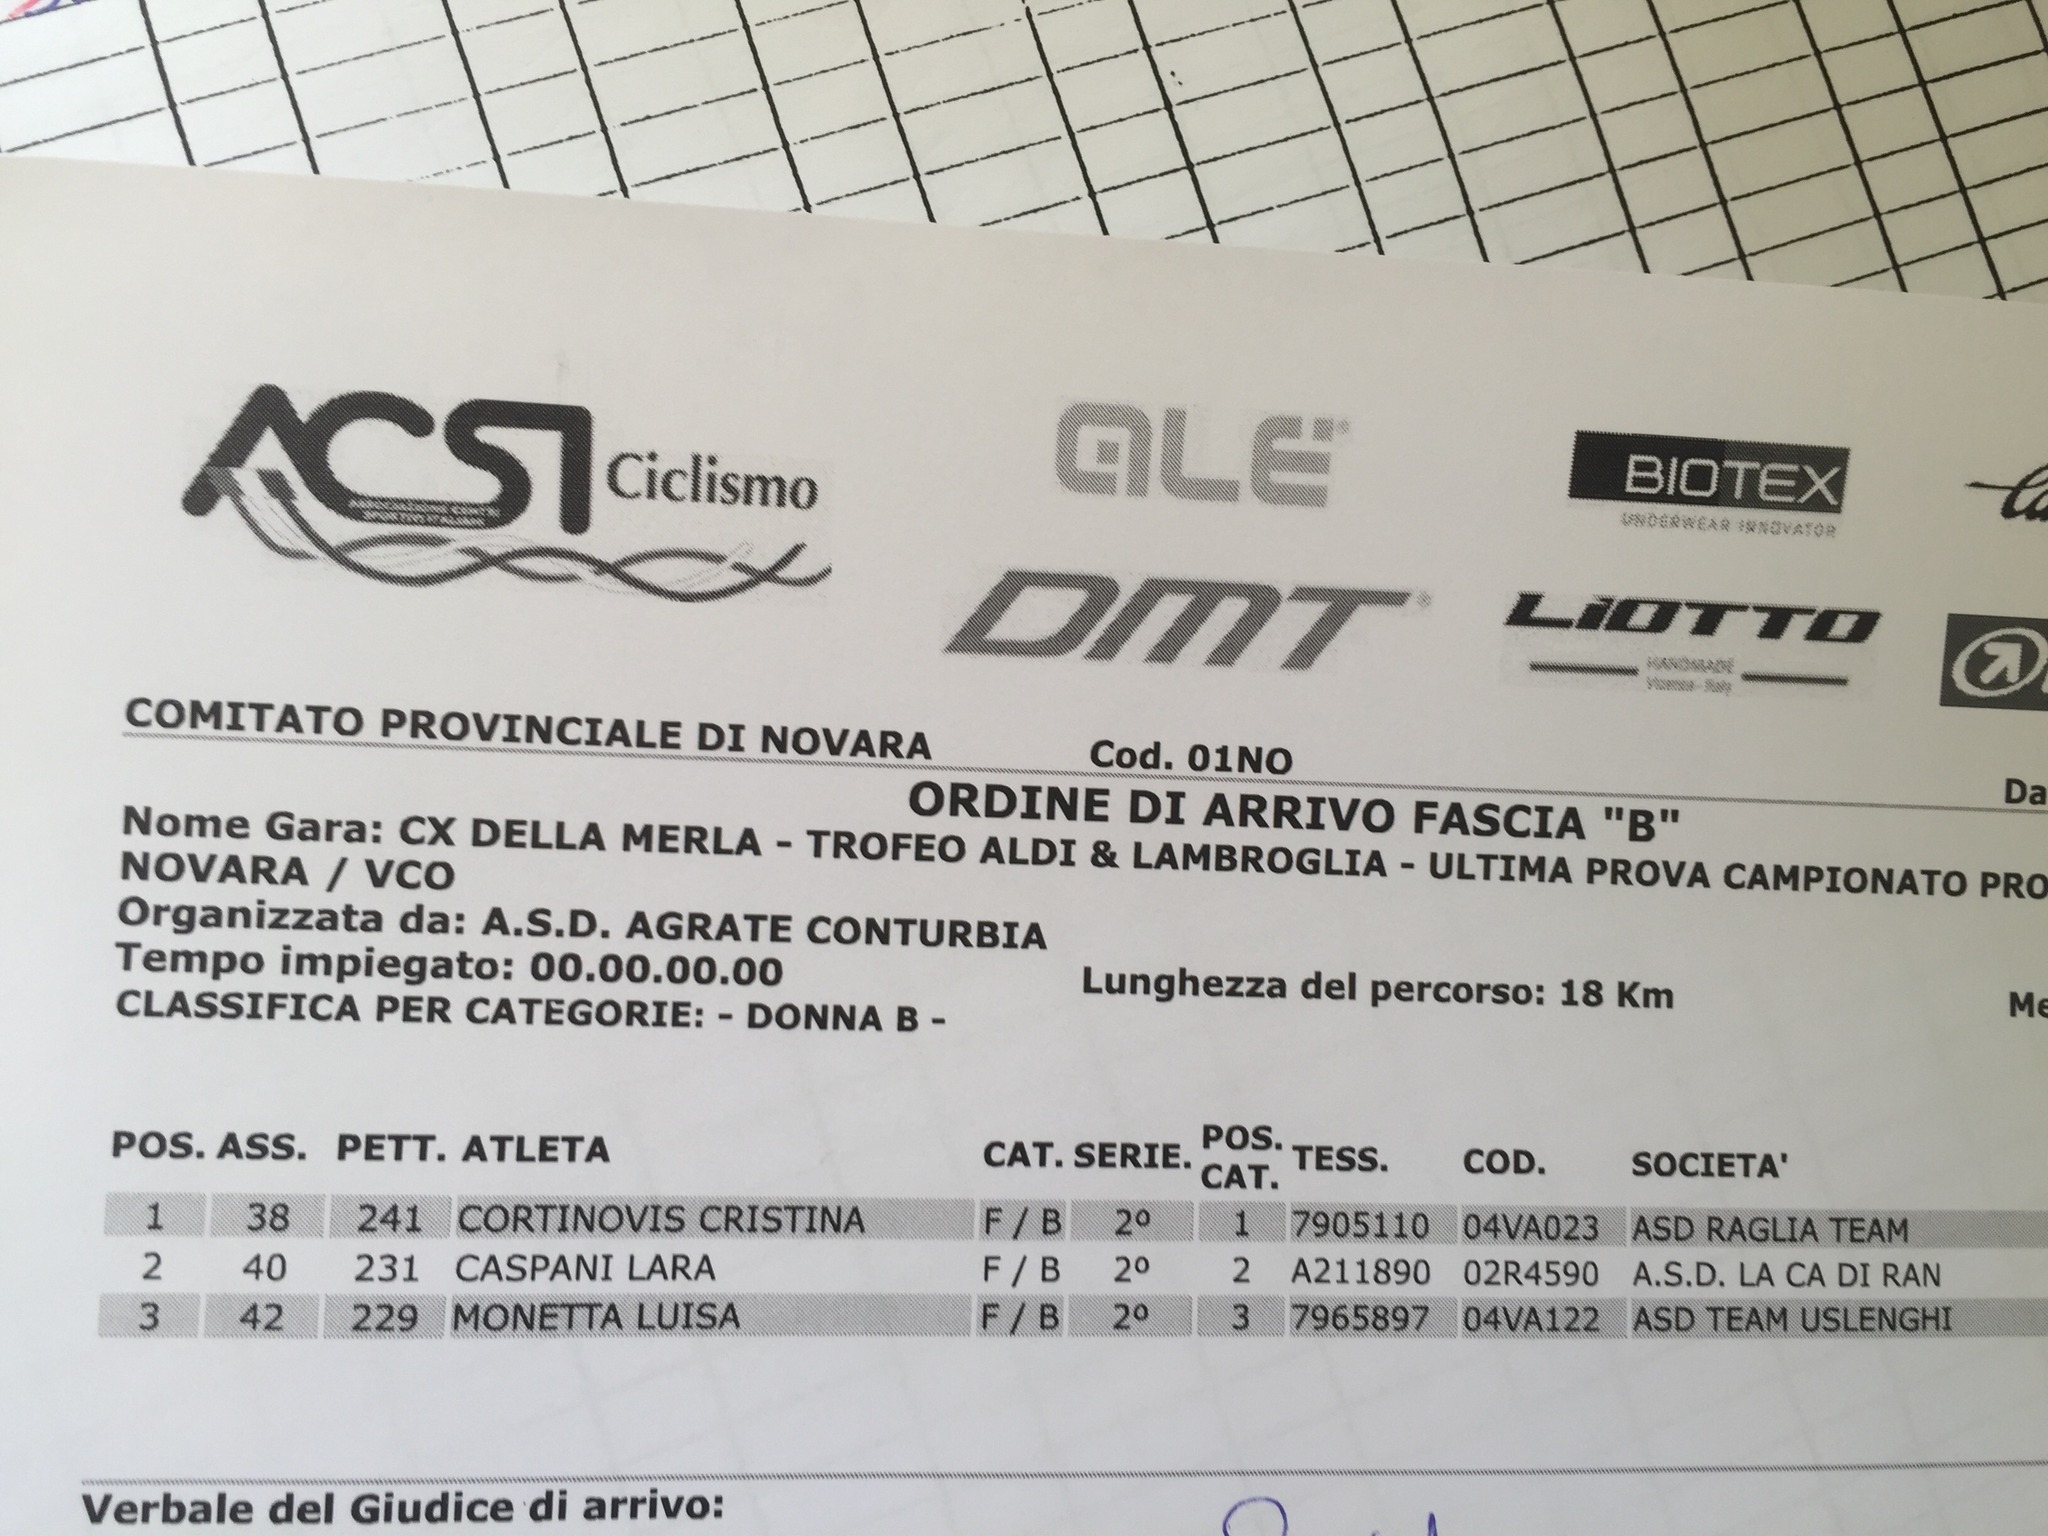 ACSI Ciclismo
ALÉ
BIOTEX
UNDERWEAR INNOVATOR
DMT
LIOTTO
HANDMADE
Vicenza - Italy
COMITATO PROVINCIALE DI NOVARA Cod. 01NO
Da
ORDINE DI ARRIVO FASCIA "B"
Nome Gara: CX DELLA MERLA - TROFEO ALDI & LAMBROGLIA - ULTIMA PROVA CAMPIONATO PRO
NOVARA / VCO
Organizzata da: A.S.D. AGRATE CONTURBIA
Tempo impiegato: 00.00.00.00 Lunghezza del percorso: 18 Km Me
CLASSIFICA PER CATEGORIE: - DONNA B -
POS. ASS. PETT. ATLETA CAT. SERIE. POS. CAT. TESS. COD. SOCIETA'
1 38 241 CORTINOVIS CRISTINA F / B 2º 1 7905110 04VA023 ASD RAGLIA TEAM
2 40 231 CASPANI LARA F / B 2º 2 A211890 02R4590 A.S.D. LA CA DI RAN
3 42 229 MONETTA LUISA F / B 2º 3 7965897 04VA122 ASD TEAM USLENGHI
Verbale del Giudice di arrivo: